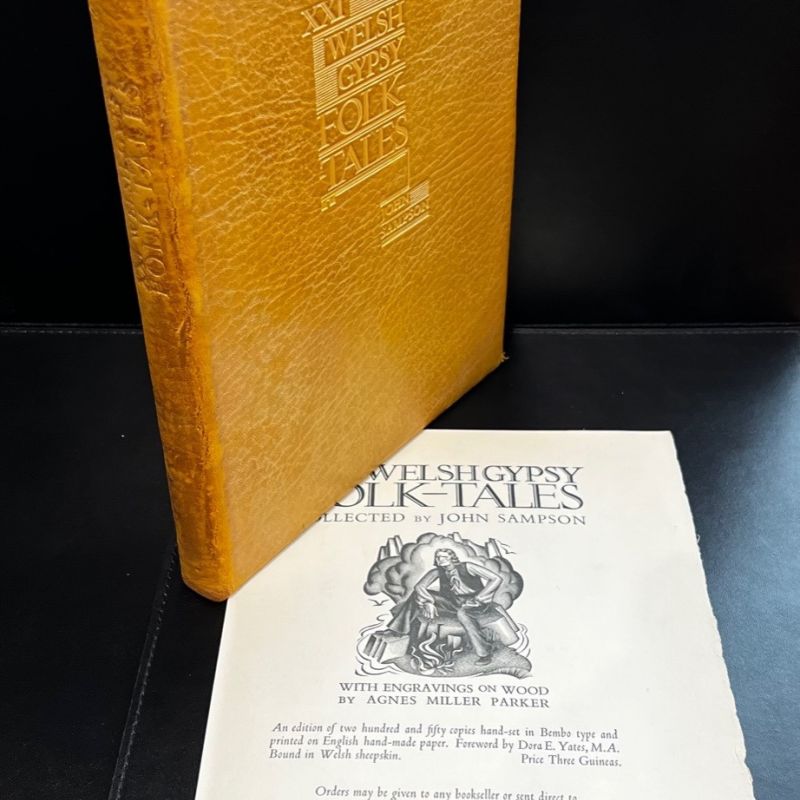 FOLK-TALES
XXI
WELSH
GYPSY
FOLK-
TALES
JOHN
SAMPSON
WELSH GYPSY
OLK-TALES
OLLECTED BY JOHN SAMPSON
WITH ENGRAVINGS ON WOOD
BY AGNES MILLER PARKER
An edition of two hundred and fifty copies hand-set in Bembo type and
printed on English hand-made paper. Foreword by Dora E. Yates, M.A.
Bound in Welsh sheepskin. Price Three Guineas.
Orders may be given to any bookseller or sent direct to